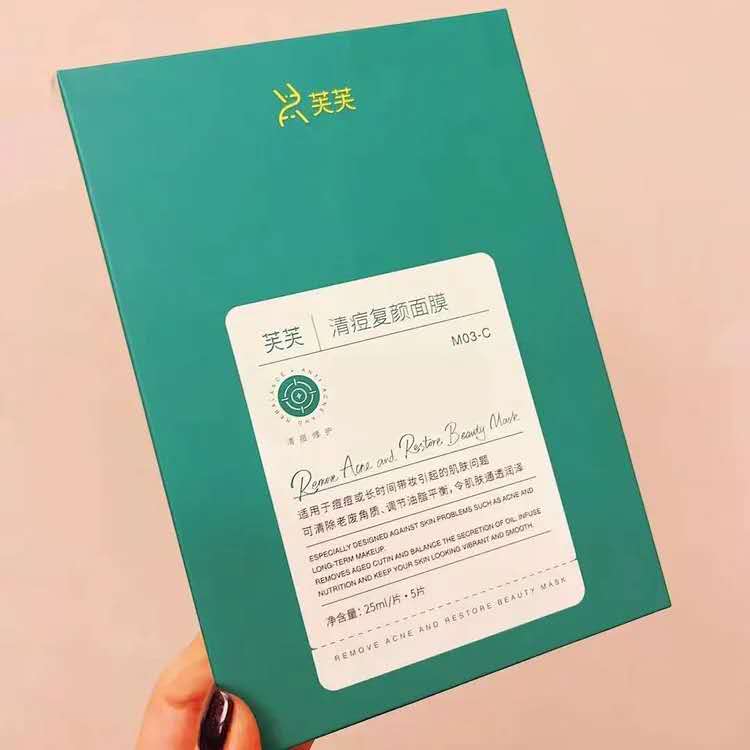 芙芙
芙芙 清痘复颜面膜
M03-C
清痘修护
Remove Acne and Restore Beauty Mask
适用于痘痘或长时间带妆引起的肌肤问题
可清除老废角质、调节油脂平衡，令肌肤通透润泽
ESPECIALLY DESIGNED AGAINST SKIN PROBLEMS SUCH AS ACNE AND
LONG-TERM MAKEUP.
REMOVES AGED CUTIN AND BALANCE THE SECRETION OF OIL, INFUSE
NUTRITION AND KEEP YOUR SKIN LOOKING VIBRANT AND SMOOTH.
净含量：25ml/片·5片
REMOVE ACNE AND RESTORE BEAUTY MASK